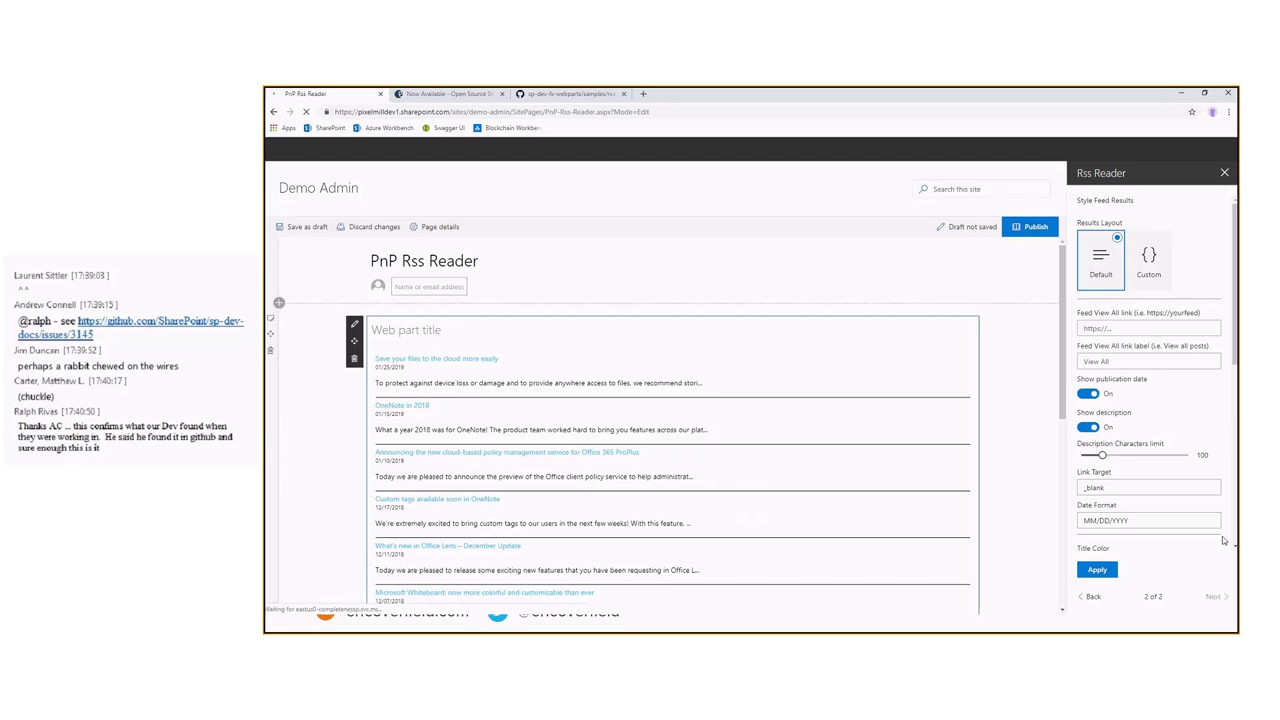 Laurent Sittler [17:39:03 ]
^ ^
Andrew Connell [17:39:15 ]
@ralph - see https://github.com/SharePoint/sp-dev-
docs/issues/3145
Jim Duncan [17:39:52 ]
perhaps a rabbit chewed on the wires
Carter, Matthew L. [17:40:17 ]
(chuckle)
Ralph Rivas [17:40:50 ]
Thanks AC ... this confirms what our Dev found when
they were working in. He said he found it in github and
sure enough this is it
PnP Rss Reader
Now Available - Open Source Sh
sp-dev-fx-webparts/samples/rea
https://pixelmilldev1.sharepoint.com/sites/demo-admin/SitePages/PnP-Rss-Reader.aspx?Mode=Edit
Apps SharePoint Azure Workbench Swagger UI Blockchain Workben
Demo Admin
Search this site
Save as draft Discard changes Page details
Draft not saved Publish
PnP Rss Reader
Name or email address
Web part title
Save your files to the cloud more easily
01/25/2019
To protect against device loss or damage and to provide anywhere access to files, we recommend stori...
OneNote in 2018
01/15/2019
What a year 2018 was for OneNote! The product team worked hard to bring you features across our plat...
Announcing the new cloud-based policy management service for Office 365 ProPlus
01/10/2019
Today we are pleased to announce the preview of the Office client policy service to help administrat...
Custom tags available soon in OneNote
12/17/2018
We're extremely excited to bring custom tags to our users in the next few weeks! With this feature, ...
What's new in Office Lens – December Update
12/11/2018
Today we are pleased to release some exciting new features that you have been requesting in Office L...
Microsoft Whiteboard: now more colorful and customizable than ever
12/07/2018
Waiting for eastus0-completenessp.svc.ms...
Rss Reader
Style Feed Results
Results Layout
Default Custom
Feed View All link (i.e. https://yourfeed)
https://...
Feed View All link label (i.e. View all posts)
View All
Show publication date
On
Show description
On
Description Characters limit
100
Link Target
_blank
Date Format
MM/DD/YYYY
Title Color
Apply
Back 2 of 2 Next